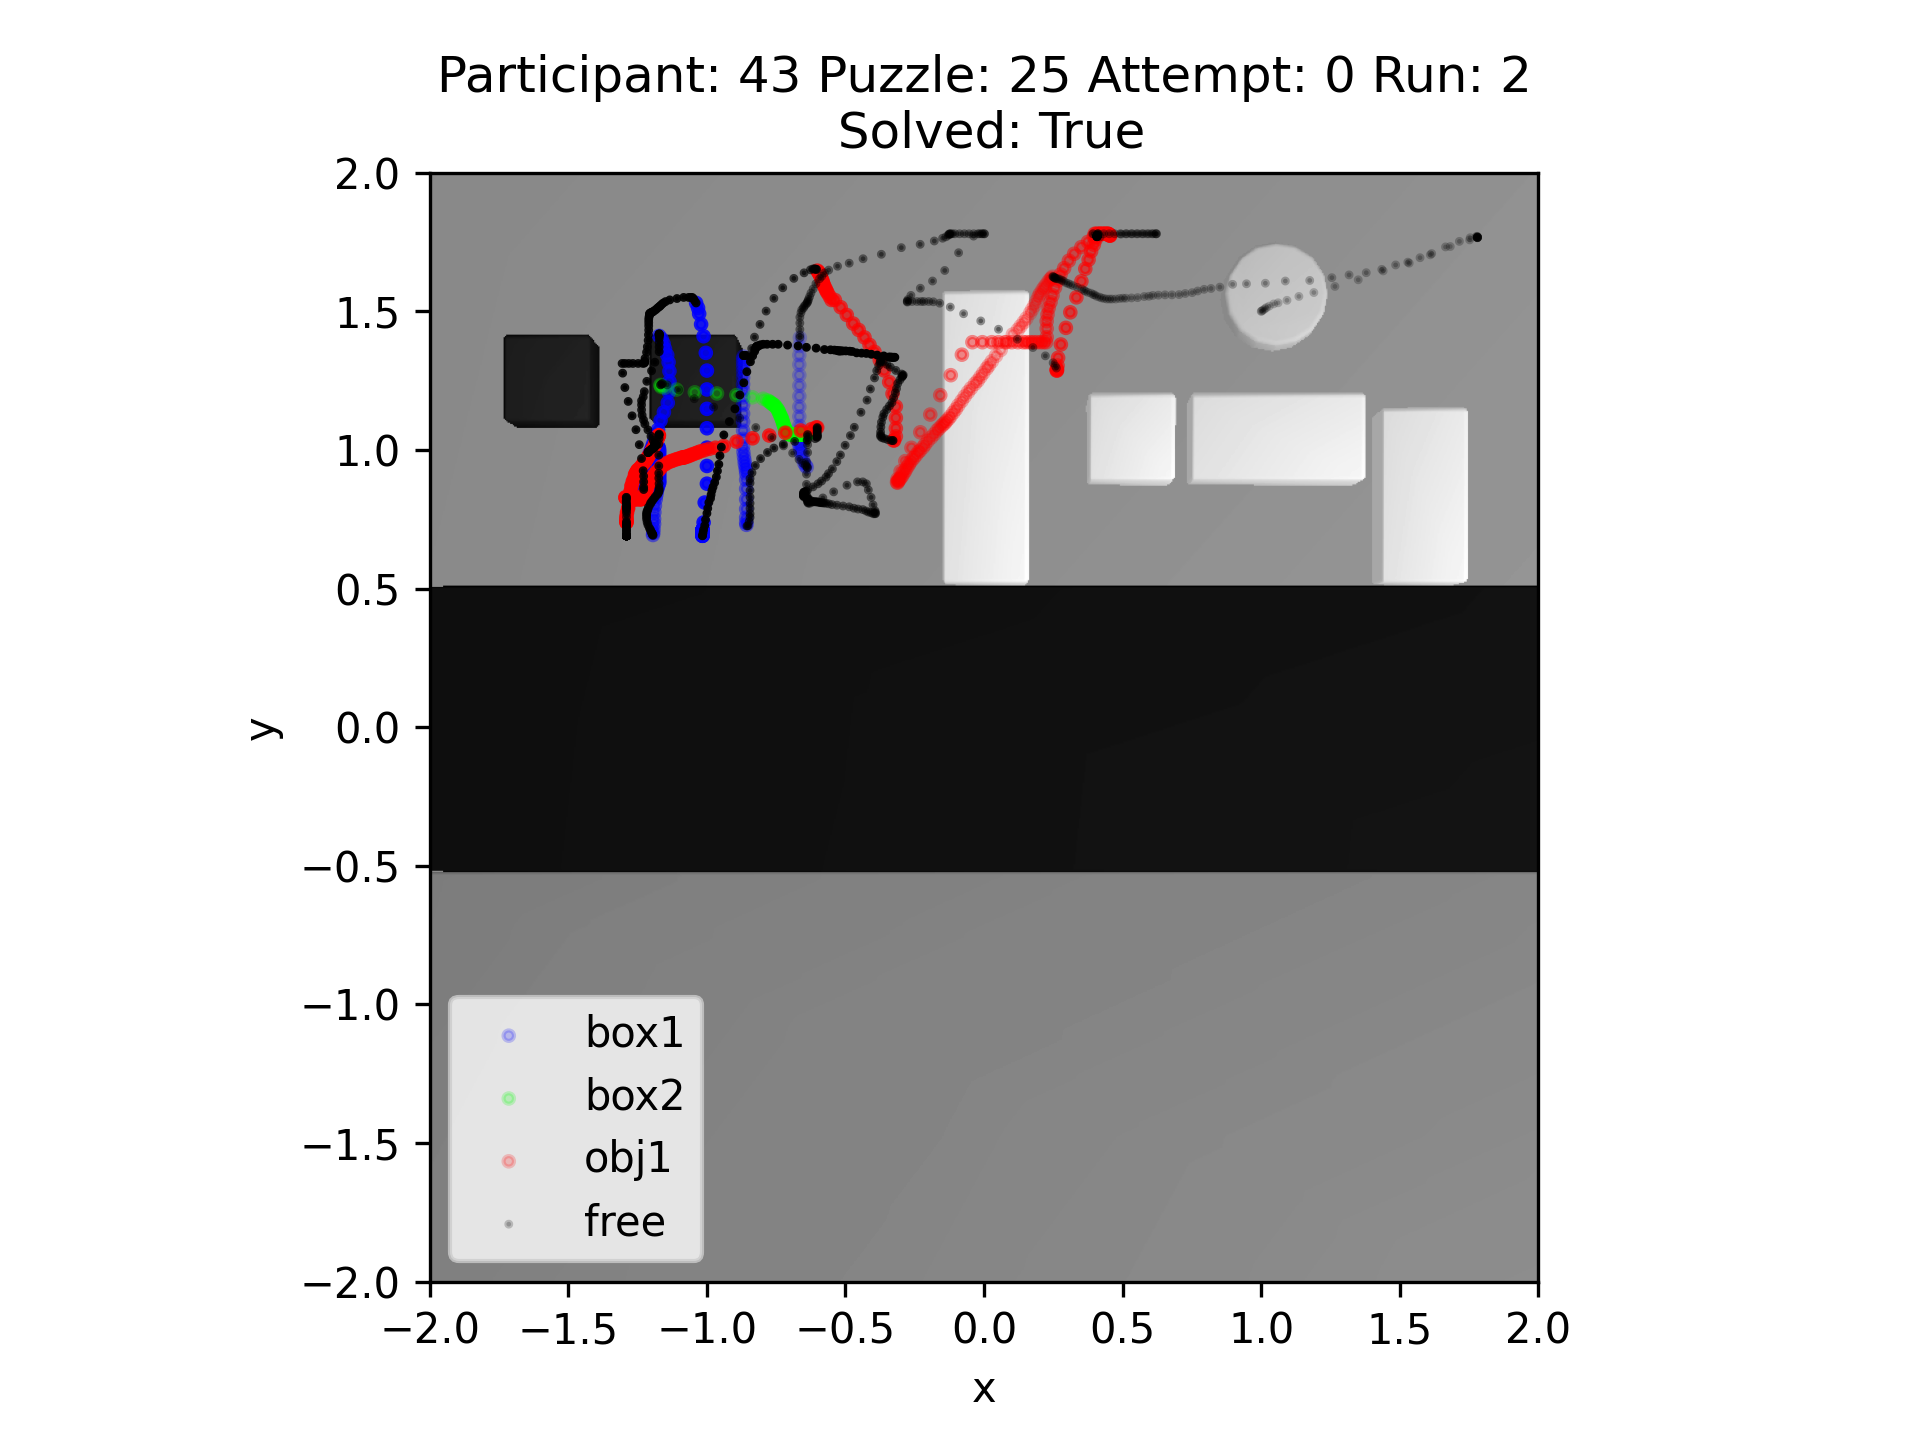 Participant: 43 Puzzle: 25 Attempt: 0 Run: 2
Solved: True
2.0
1.5
1.0
0.5
0.0
−0.5
−1.0
−1.5
−2.0
y
box1
box2
obj1
free
−2.0 −1.5 −1.0 −0.5 0.0 0.5 1.0 1.5 2.0
x